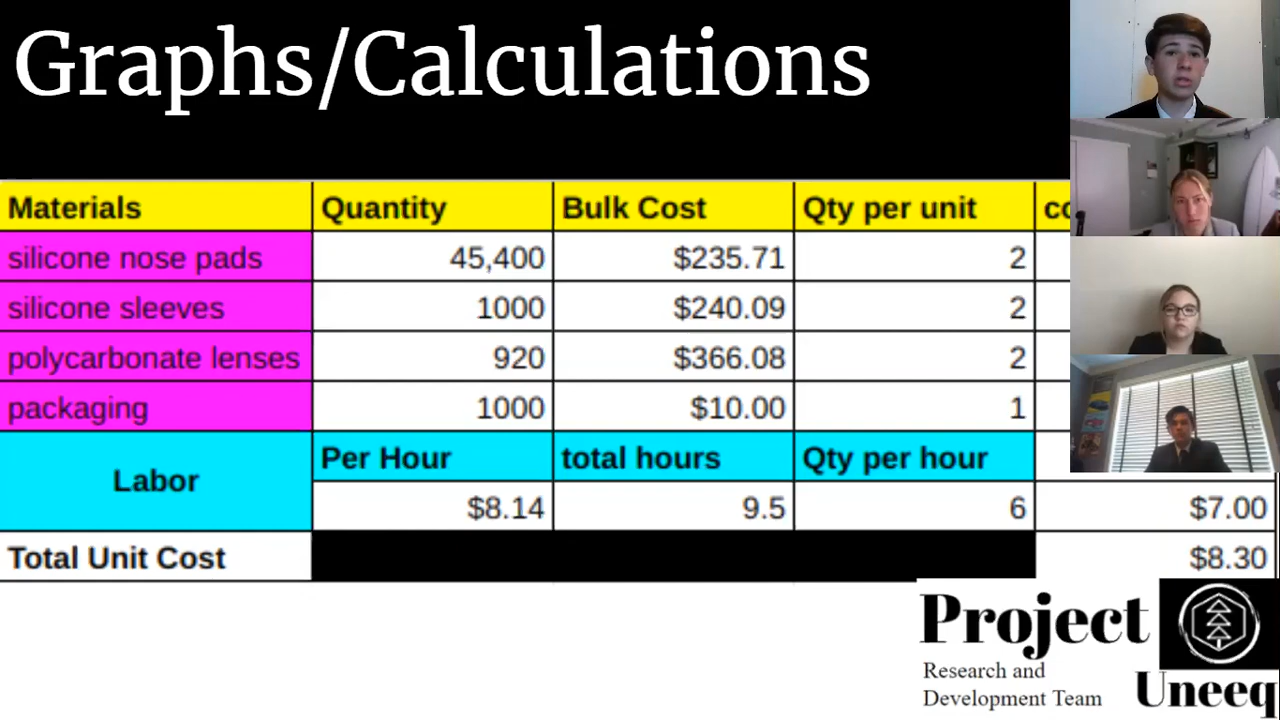 Graphs/Calculations
Materials Quantity Bulk Cost Qty per unit
silicone nose pads 45,400 $235.71 2
silicone sleeves 1000 $240.09 2
polycarbonate lenses 920 $366.08 2
packaging 1000 $10.00 1
Labor Per Hour total hours Qty per hour
$8.14 9.5 6 $7.00
Total Unit Cost $8.30
Project
Research and
Development Team
Uneeq